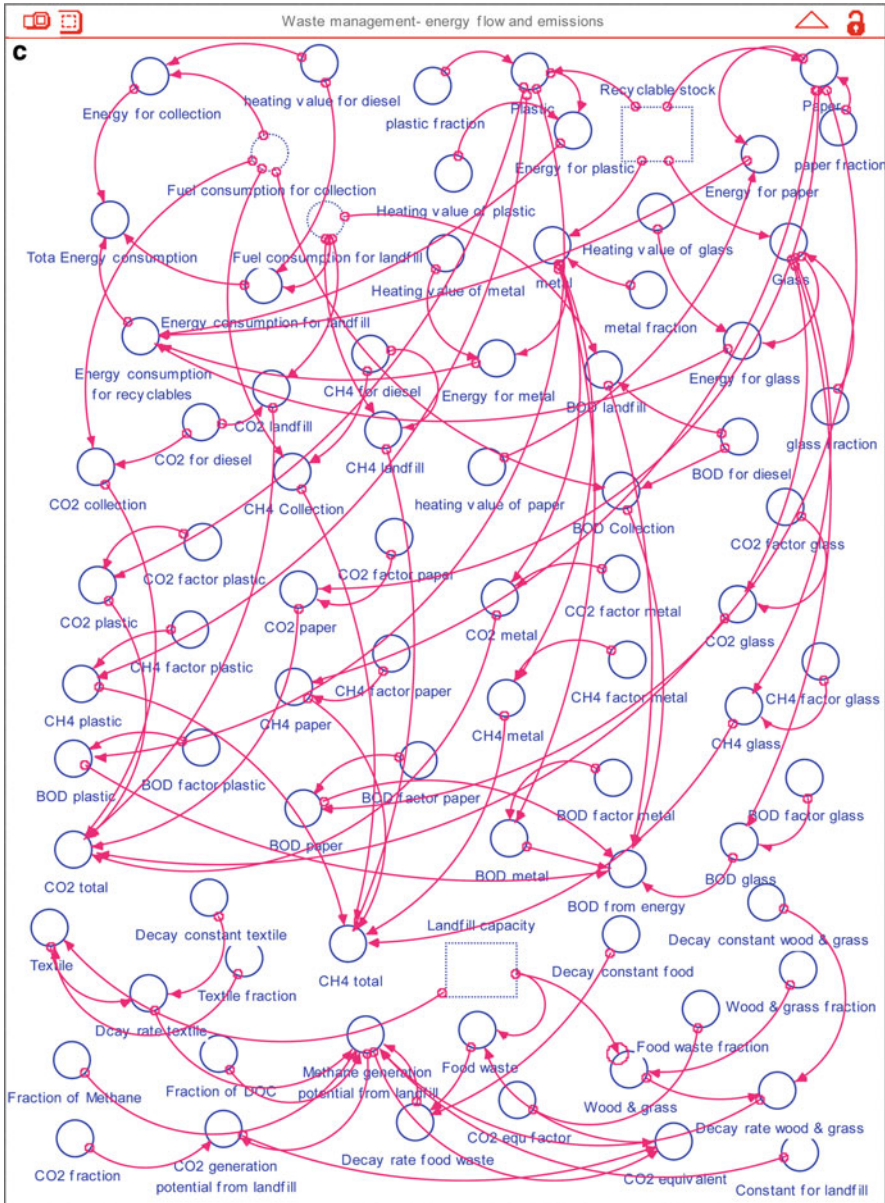 Waste management- energy flow and emissions
c
Energy for collection
heating value for diesel
plastic fraction
Plastic
Recyclable stock
Paper
paper fraction
Energy for plastic
Energy for paper
Fuel consumption for collection
Heating value of plastic
Tota Energy consumption
Fuel consumption for landfill
Heating value of metal
metal
Heating value of glass
Glass
metal fraction
Energy consumption for landfill
Energy consumption
for recyclables
CH4 for diesel
Energy for metal
BOD landfill
Energy for glass
CO2 landfill
glass fraction
CO2 for diesel
CH4 landfill
BOD for diesel
CO2 collection
CH4 Collection
heating value of paper
BOD Collection
CO2 factor glass
CO2 factor plastic
CO2 factor paper
CO2 plastic
CO2 paper
CO2 metal
CO2 factor metal
CO2 glass
CH4 factor plastic
CH4 factor paper
CH4 factor metal
CH4 factor glass
CH4 plastic
CH4 paper
CH4 metal
CH4 glass
BOD factor plastic
BOD plastic
BOD factor paper
BOD factor metal
BOD factor glass
BOD paper
BOD metal
BOD glass
CO2 total
BOD from energy
Landfill capacity
Decay constant textile
Decay constant wood & grass
Textile
CH4 total
Decay constant food
Textile fraction
Wood & grass fraction
Dcay rate textile
Food waste fraction
Methane generation
potential from landfill
Food waste
Fraction of Methane
Fraction of DOC
Wood & grass
CO2 equ factor
Decay rate wood & grass
Decay rate food waste
CO2 fraction
CO2 generation
potential from landfill
CO2 equivalent
Constant for landfill